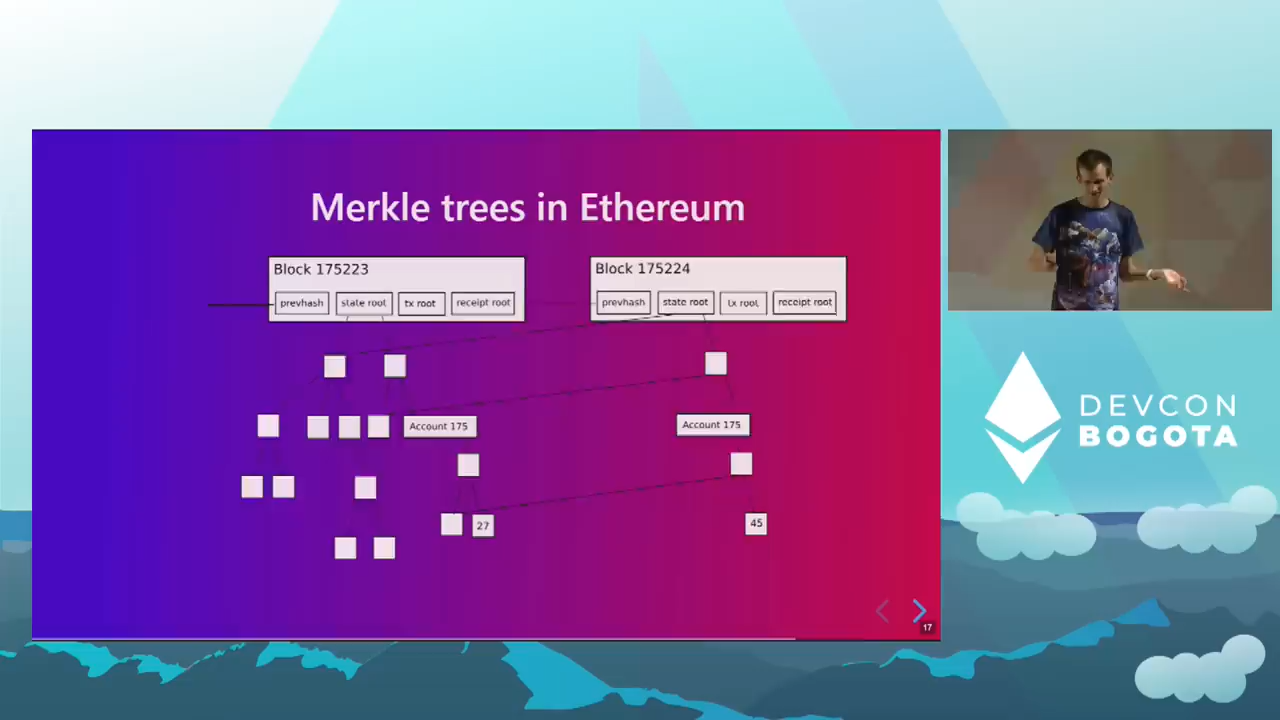 Merkle trees in Ethereum
Block 175223
prevhash state root tx root receipt root
Block 175224
prevhash state root tx root receipt root
Account 175
Account 175
27
45
17
DEVCON
BOGOTA